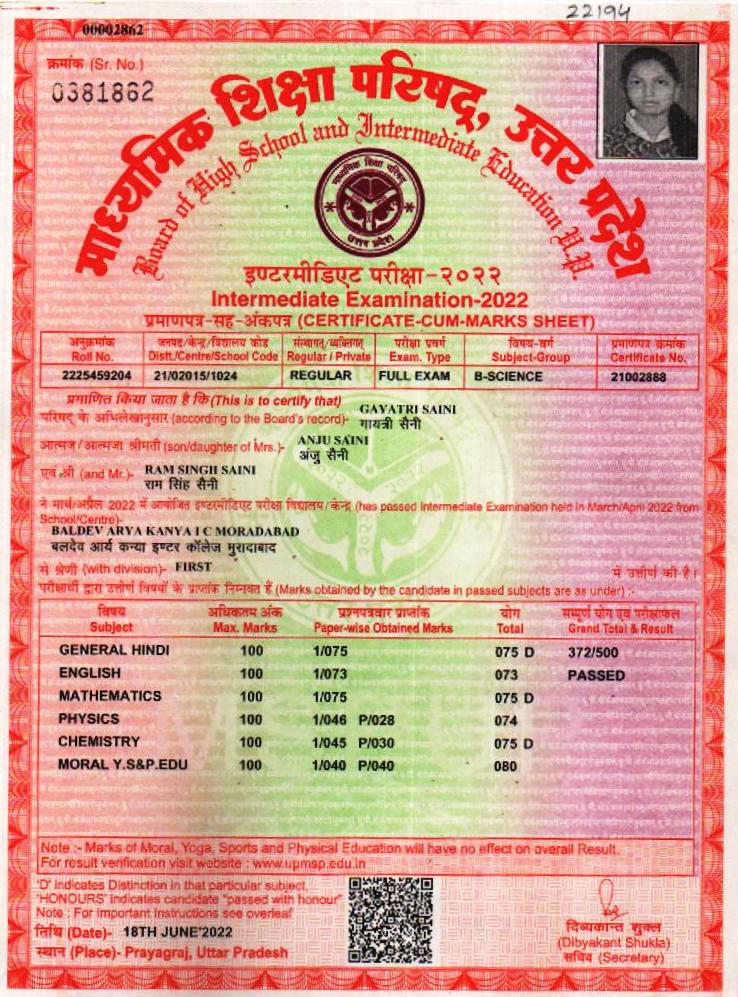 22194
00002862
क्रमांक (Sr. No.)
0381862
माध्यमिक शिक्षा परिषद्, उत्तर प्रदेश
Board of High School and Intermediate Education U.P.
माध्यमिक शिक्षा परिषद्
उत्तर प्रदेश
इण्टरमीडिएट परीक्षा-२०२२
Intermediate Examination-2022
प्रमाणपत्र-सह-अंकपत्र (CERTIFICATE-CUM-MARKS SHEET)
अनुक्रमांक जनपद/केन्द्र/विद्यालय कोड संस्थागत/व्यक्तिगत परीक्षा प्रवर्ग विषय-वर्ग प्रमाणपत्र क्रमांक
Roll No. Distt./Centre/School Code Regular / Private Exam. Type Subject-Group Certificate No.
2225459204 21/02015/1024 REGULAR FULL EXAM B-SCIENCE 21002888
प्रमाणित किया जाता है कि (This is to certify that)
परिषद् के अभिलेखानुसार (according to the Board's record)- GAYATRI SAINI
गायत्री सैनी
आत्मज/आत्मजा श्रीमती (son/daughter of Mrs.)- ANJU SAINI
अंजु सैनी
एवं श्री (and Mr.)- RAM SINGH SAINI
राम सिंह सैनी
ने मार्च/अप्रैल 2022 में आयोजित इण्टरमीडिएट परीक्षा विद्यालय/केन्द्र (has passed Intermediate Examination held in March/April 2022 from
School/Centre)-
BALDEV ARYA KANYA I C MORADABAD
बलदेव आर्य कन्या इण्टर कॉलेज मुरादाबाद
से श्रेणी (with division)- FIRST में उत्तीर्ण की है।
परीक्षार्थी द्वारा उत्तीर्ण विषयों के प्राप्तांक निम्नवत हैं (Marks obtained by the candidate in passed subjects are as under) :-
विषय अधिकतम अंक प्रश्नपत्रवार प्राप्तांक योग सम्पूर्ण योग एवं परीक्षाफल
Subject Max. Marks Paper-wise Obtained Marks Total Grand Total & Result
GENERAL HINDI 100 1/075 075 D 372/500
ENGLISH 100 1/073 073 PASSED
MATHEMATICS 100 1/075 075 D
PHYSICS 100 1/046 P/028 074
CHEMISTRY 100 1/045 P/030 075 D
MORAL Y.S&P.EDU 100 1/040 P/040 080
Note :- Marks of Moral, Yoga, Sports and Physical Education will have no effect on overall Result.
For result verification visit website : www.upmsp.edu.in
'D' indicates Distinction in that particular subject.
'HONOURS' indicates candidate "passed with honour"
Note : For Important Instructions see overleaf
तिथि (Date)- 18TH JUNE'2022
स्थान (Place)- Prayagraj, Uttar Pradesh
दिव्यकान्त शुक्ल
(Dibyakant Shukla)
सचिव (Secretary)